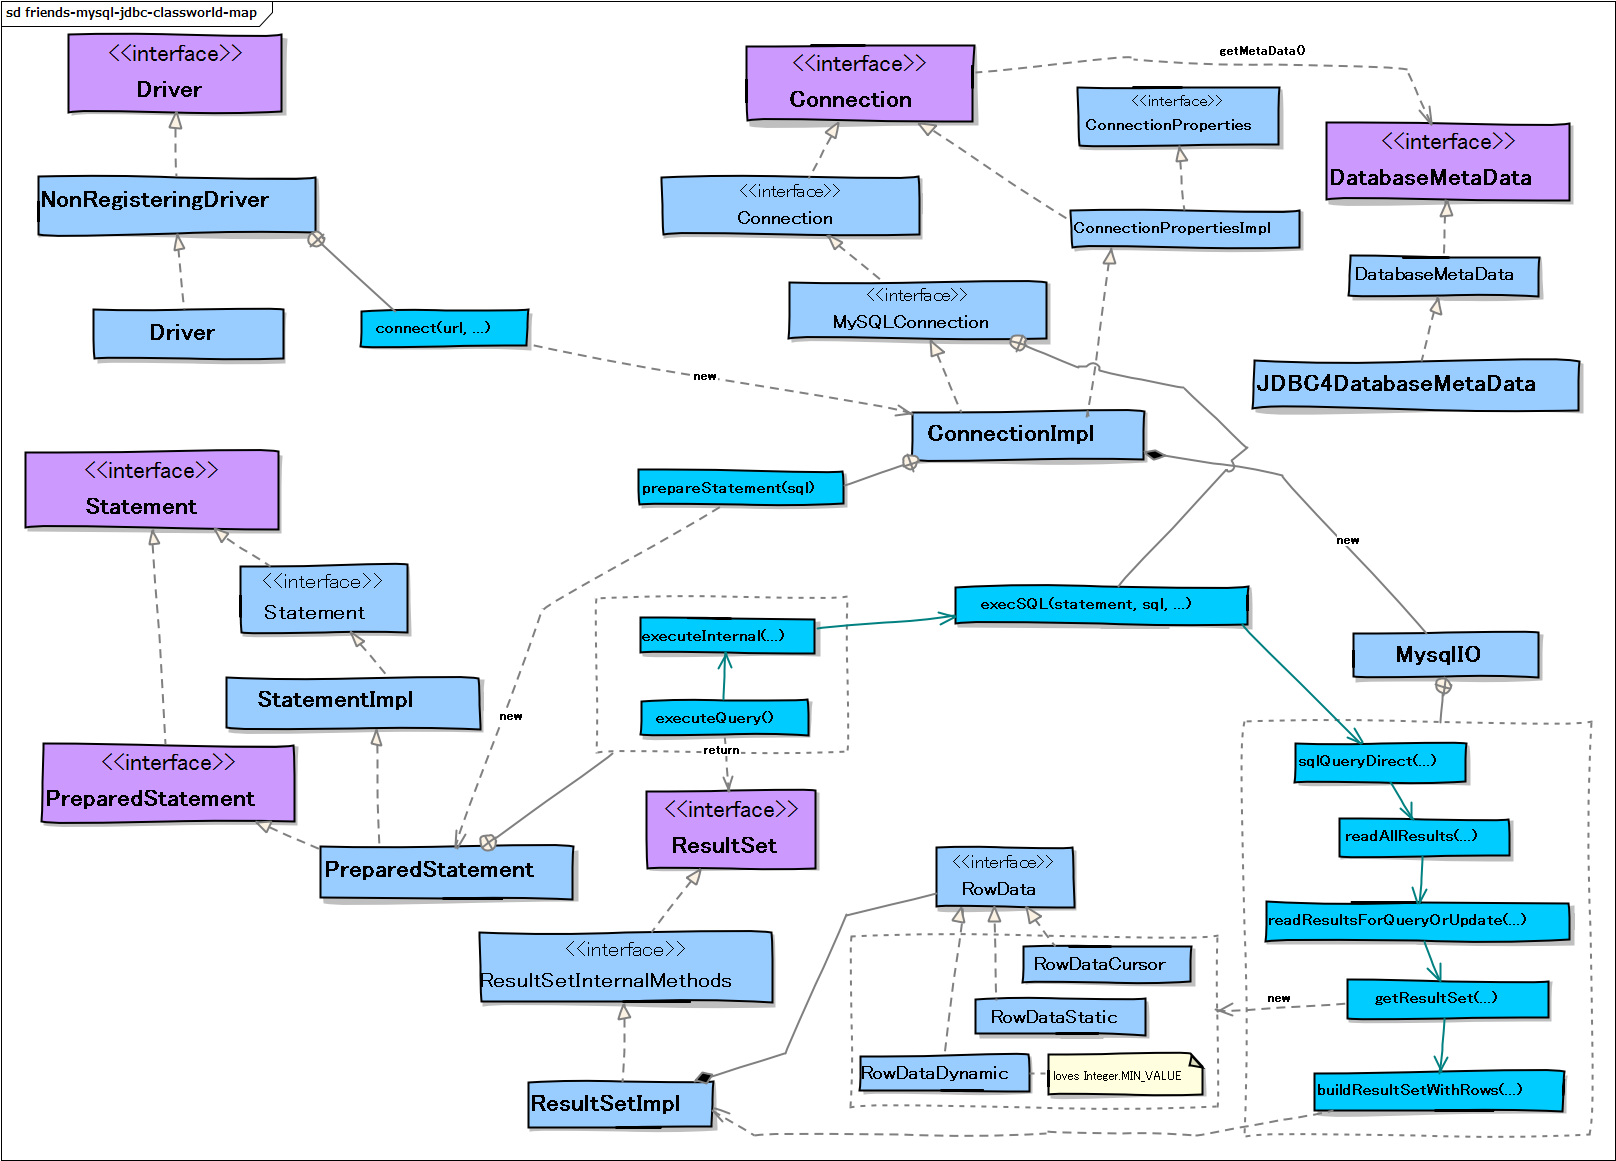 sd friends-mysql-jdbc-classworld-map
<<interface>>
Driver
NonRegisteringDriver
Driver
connect(url, ...)
new
<<interface>>
Connection
getMetaData()
<<interface>>
ConnectionProperties
<<interface>>
DatabaseMetaData
<<interface>>
Connection
ConnectionPropertiesImpl
DatabaseMetaData
<<interface>>
MySQLConnection
JDBC4DatabaseMetaData
ConnectionImpl
<<interface>>
Statement
prepareStatement(sql)
new
<<interface>>
Statement
execSQL(statement, sql, ...)
executeInternal(...)
MysqlIO
StatementImpl
new
executeQuery()
return
<<interface>>
PreparedStatement
sqlQueryDirect(...)
<<interface>>
ResultSet
readAllResults(...)
PreparedStatement
<<interface>>
RowData
readResultsForQueryOrUpdate(...)
<<interface>>
ResultSetInternalMethods
RowDataCursor
new
getResultSet(...)
RowDataStatic
RowDataDynamic
loves Integer.MIN_VALUE
buildResultSetWithRows(...)
ResultSetImpl